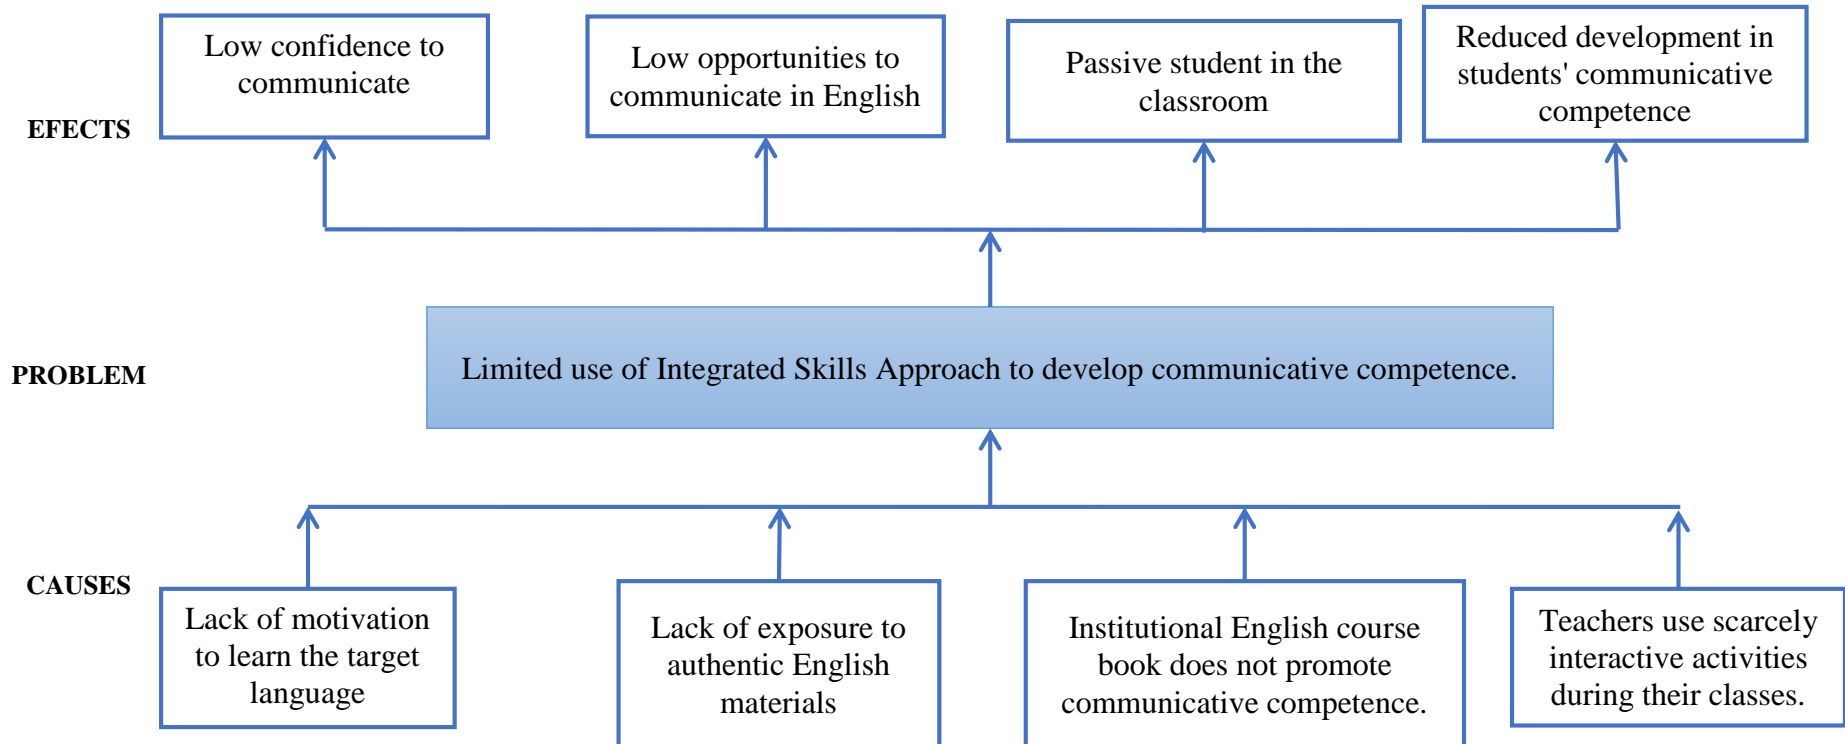 Low confidence to
communicate
Low opportunities to
communicate in English
Passive student in the
classroom
Reduced development in
students' communicative
competence
EFECTS
PROBLEM
Limited use of Integrated Skills Approach to develop communicative competence.
CAUSES
Lack of motivation
to learn the target
language
Lack of exposure to
authentic English
materials
Institutional English course
book does not promote
communicative competence.
Teachers use scarcely
interactive activities
during their classes.